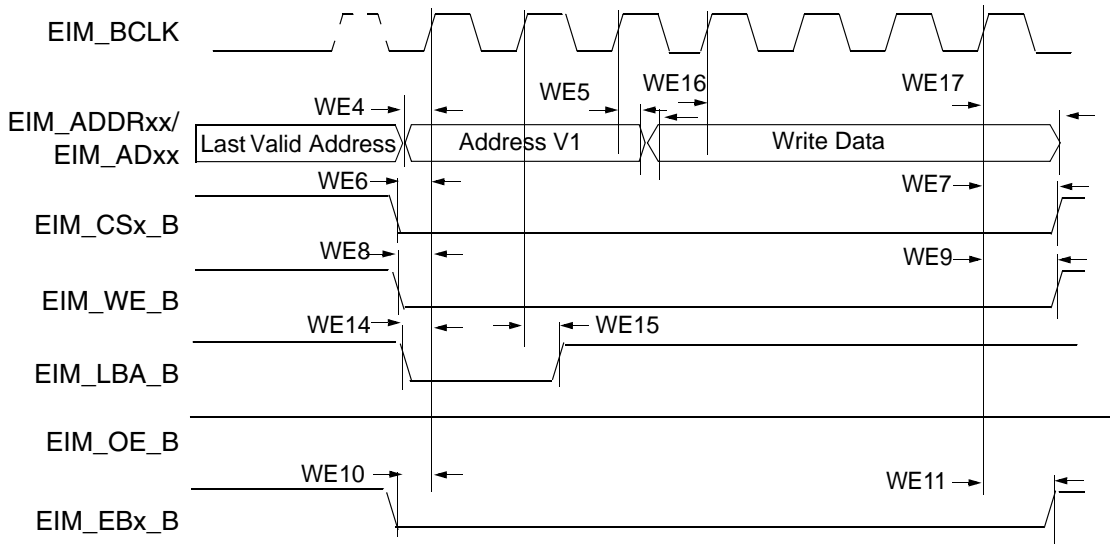 EIM_BCLK
WE4
WE5
WE16
WE17
EIM_ADDRxx/
EIM_ADxx
Last Valid Address
Address V1
Write Data
WE6
WE7
EIM_CSx_B
WE8
WE9
EIM_WE_B
WE14
WE15
EIM_LBA_B
EIM_OE_B
WE10
WE11
EIM_EBx_B